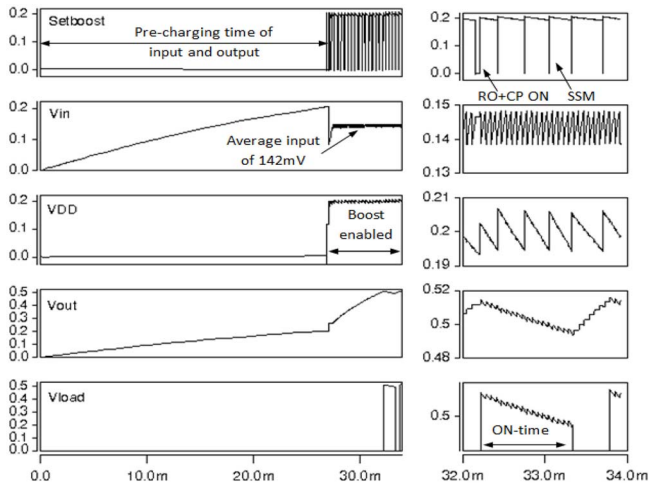 Setboost
0.2
0.1
0.0
Pre-charging time of
input and output
0.2
0.1
0.0
RO+CP ON
SSM
Vin
0.2
0.1
0.0
Average input
of 142mV
0.15
0.14
0.13
VDD
0.2
0.1
0.0
Boost
enabled
0.21
0.2
0.19
Vout
0.5
0.4
0.3
0.2
0.1
0.0
0.52
0.5
0.48
Vload
0.5
0.4
0.3
0.2
0.1
0.0
0.5
ON-time
0.0
10.0m
20.0m
30.0m
32.0m
33.0m
34.0m